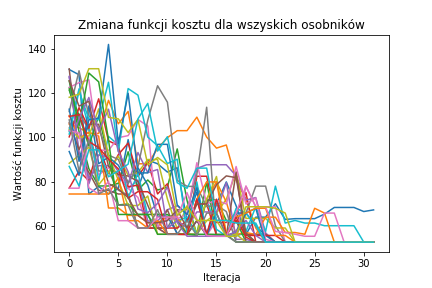 Zmiana funkcji kosztu dla wszyskich osobników
Wartość funkcji kosztu
140
120
100
80
60
0 5 10 15 20 25 30
Iteracja